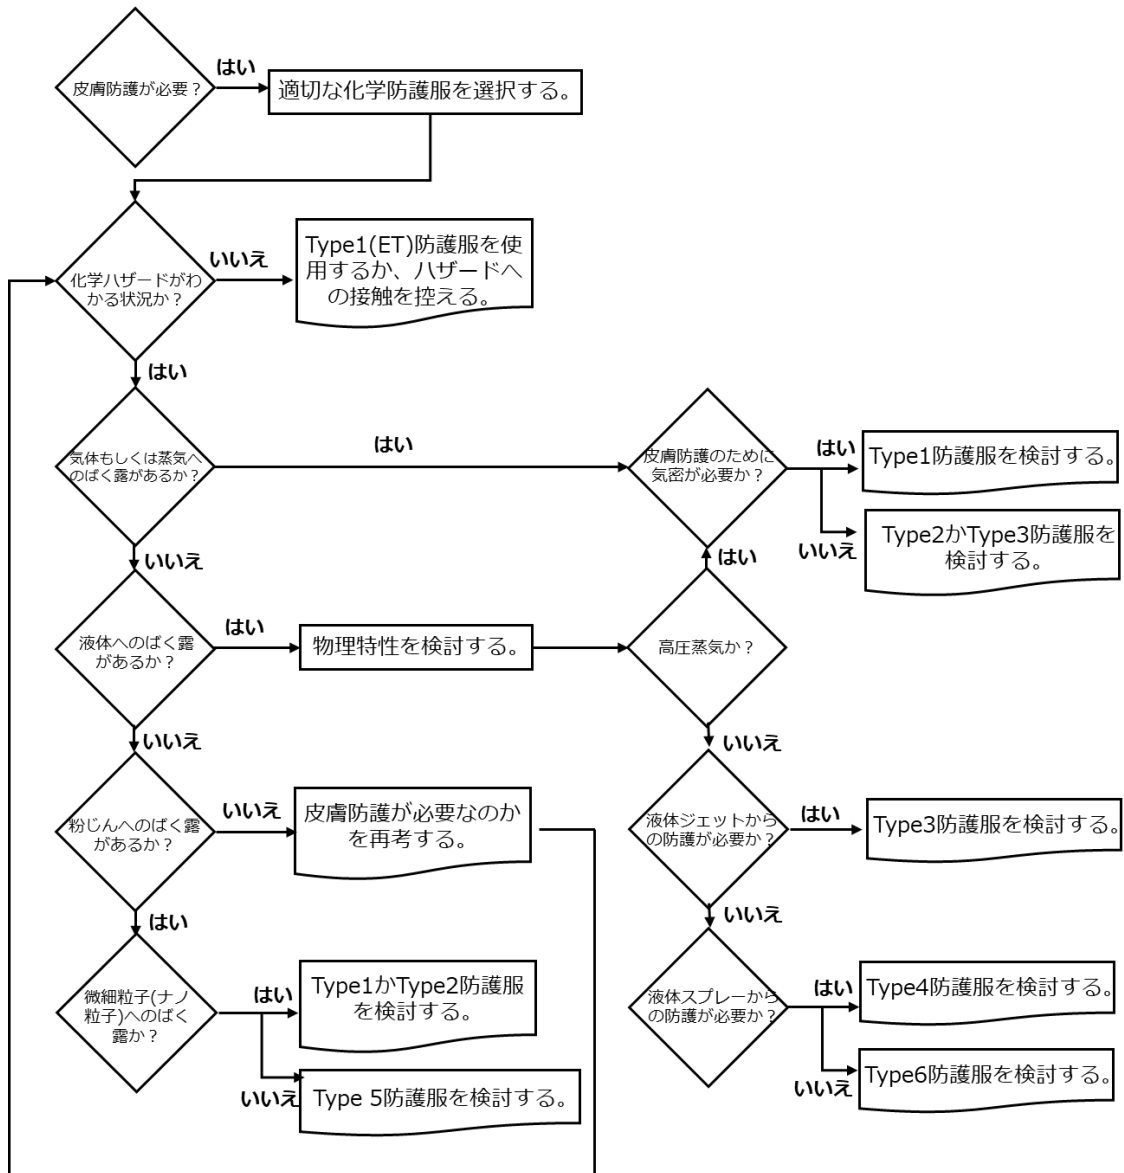 はい
皮膚防護が必要？
適切な化学防護服を選択する。
化学ハザードがわ
かる状況か？
いいえ
Type1(ET)防護服を使
用するか、ハザードへ
の接触を控える。
はい
気体もしくは蒸気へ
のばく露があるか？
はい
皮膚防護のために
気密が必要か？
はい
Type1防護服を検討する。
いいえ
Type2かType3防護服を
検討する。
いいえ
液体へのばく露
があるか？
はい
物理特性を検討する。
はい
高圧蒸気か？
いいえ
いいえ
粉じんへのばく露
があるか？
いいえ
皮膚防護が必要なのか
を再考する。
液体ジェットから
の防護が必要か？
はい
Type3防護服を検討する。
はい
いいえ
微細粒子(ナノ
粒子)へのばく
露か？
はい
Type1かType2防護服
を検討する。
いいえ
Type 5防護服を検討する。
液体スプレーから
の防護が必要か？
はい
Type4防護服を検討する。
いいえ
Type6防護服を検討する。